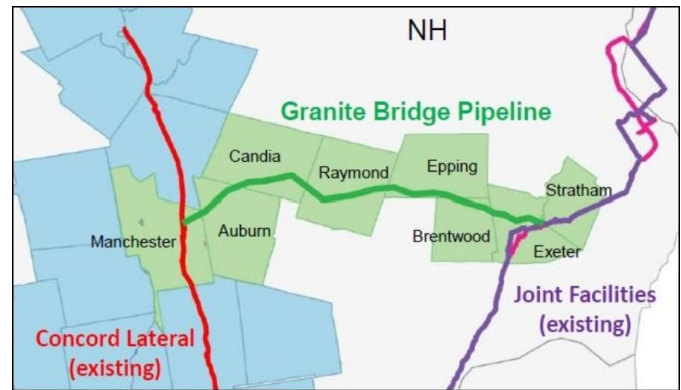 NH
Granite Bridge Pipeline
Candia
Raymond
Epping
Stratham
Manchester
Auburn
Brentwood
Exeter
Joint Facilities
(existing)
Concord Lateral
(existing)